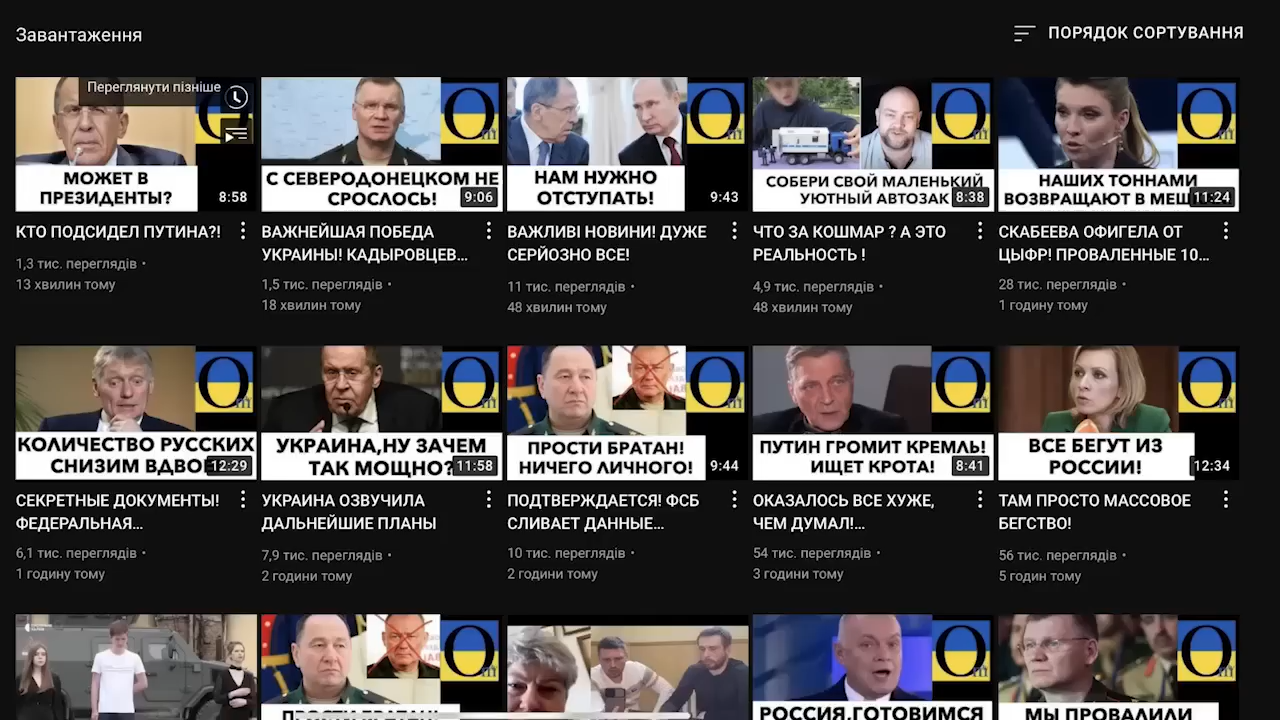 Завантаження
ПОРЯДОК СОРТУВАННЯ
Переглянути пізніше
МОЖЕТ В
ПРЕЗИДЕНТЫ?
8:58
КТО ПОДСИДЕЛ ПУТИНА?!
1,3 тис. переглядів •
13 хвилин тому
С СЕВЕРОДОНЕЦКОМ НЕ
СРОСЛОСЬ!
9:06
ВАЖНЕЙШАЯ ПОБЕДА
УКРАИНЫ! КАДЫРОВЦЕВ...
1,5 тис. переглядів •
18 хвилин тому
НАМ НУЖНО
ОТСТУПАТЬ!
9:43
ВАЖЛИВІ НОВИНИ! ДУЖЕ
СЕРЙОЗНО ВСЕ!
11 тис. переглядів •
48 хвилин тому
СОБЕРИ СВОЙ МАЛЕНЬКИЙ
УЮТНЫЙ АВТОЗАК
8:38
ЧТО ЗА КОШМАР ? А ЭТО
РЕАЛЬНОСТЬ !
4,9 тис. переглядів •
48 хвилин тому
НАШИХ ТОННАМИ
ВОЗВРАЩАЮТ В МЕШ
11:24
СКАБЕЕВА ОФИГЕЛА ОТ
ЦЫФР! ПРОВАЛЕННЫЕ 10...
28 тис. переглядів •
1 годину тому
КОЛИЧЕСТВО РУССКИХ
СНИЗИМ ВДВО
12:29
СЕКРЕТНЫЕ ДОКУМЕНТЫ!
ФЕДЕРАЛЬНАЯ...
6,1 тис. переглядів •
1 годину тому
УКРАИНА,НУ ЗАЧЕМ
ТАК МОЩНО?
11:58
УКРАИНА ОЗВУЧИЛА
ДАЛЬНЕЙШИЕ ПЛАНЫ
7,9 тис. переглядів •
2 години тому
ПРОСТИ БРАТАН!
НИЧЕГО ЛИЧНОГО!
9:44
ПОДТВЕРЖДАЕТСЯ! ФСБ
СЛИВАЕТ ДАННЫЕ...
10 тис. переглядів •
2 години тому
ПУТИН ГРОМИТ КРЕМЛЬ!
ИЩЕТ КРОТА!
8:41
ОКАЗАЛОСЬ ВСЕ ХУЖЕ,
ЧЕМ ДУМАЛ!...
54 тис. переглядів •
3 години тому
ВСЕ БЕГУТ ИЗ
РОССИИ!
12:34
ТАМ ПРОСТО МАССОВОЕ
БЕГСТВО!
56 тис. переглядів •
5 годин тому
ПРОСТИ БРАТАН!
РОССИЯ,ГОТОВИМСЯ
МЫ ПРОВАЛИЛИ